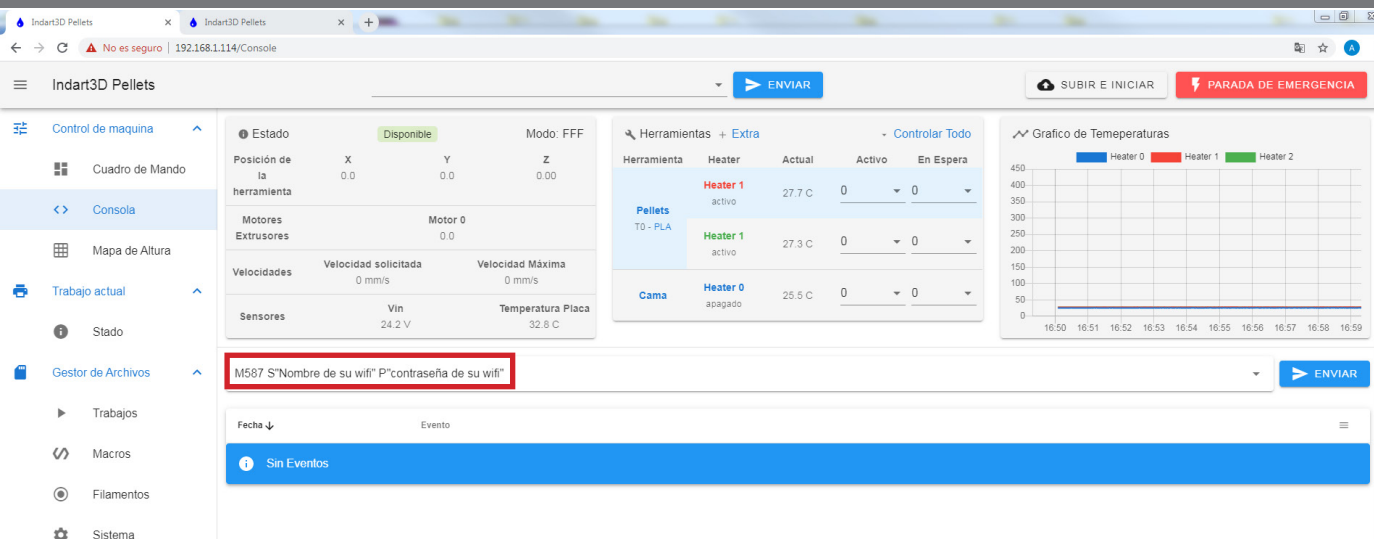 Indart3D Pellets
Indart3D Pellets
No es seguro | 192.168.1.114/Console
A
Indart3D Pellets
ENVIAR
SUBIR E INICIAR
PARADA DE EMERGENCIA
Control de maquina
Cuadro de Mando
Consola
Mapa de Altura
Trabajo actual
Stado
Gestor de Archivos
Trabajos
Macros
Filamentos
Sistema
Estado Disponible Modo: FFF
Posición de la herramienta
X Y Z
0.0 0.0 0.00
Motores Extrusores
Motor 0
0.0
Velocidades
Velocidad solicitada Velocidad Máxima
0 mm/s 0 mm/s
Sensores
Vin Temperatura Placa
24.2 V 32.8 C
Herramientas + Extra Controlar Todo
Herramienta Heater Actual Activo En Espera
Pellets
T0 - PLA
Heater 1
activo
27.7 C 0 0
Heater 1
activo
27.3 C 0 0
Cama
Heater 0
apagado
25.5 C 0 0
Grafico de Temeperaturas
Heater 0 Heater 1 Heater 2
450
400
350
300
250
200
150
100
50
0
16:50 16:51 16:52 16:53 16:54 16:55 16:56 16:57 16:58 16:59
M587 S"Nombre de su wifi" P"contraseña de su wifi"
ENVIAR
Fecha Evento
Sin Eventos